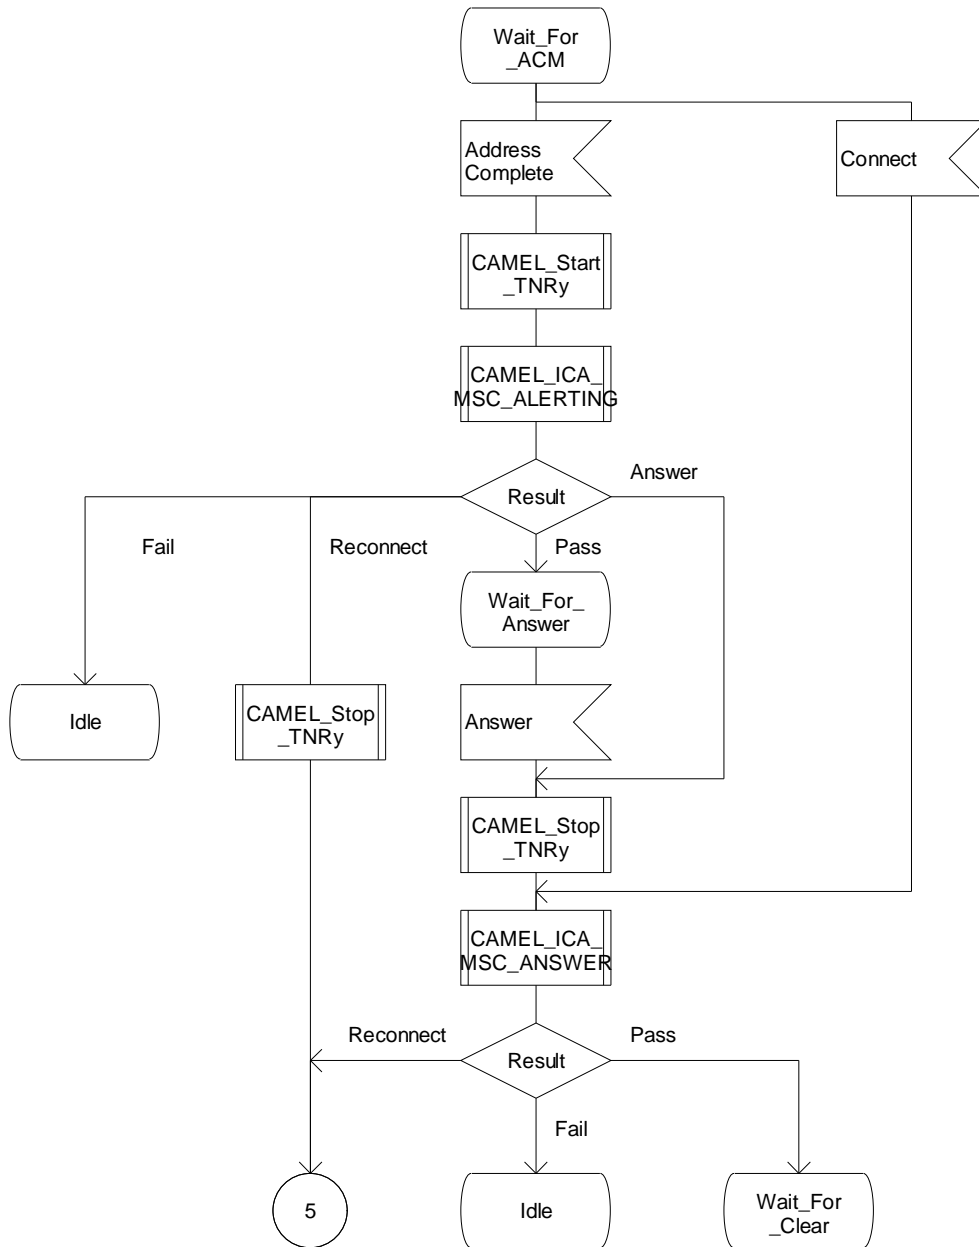 Wait_For
_ACM
Address
Complete
Connect
CAMEL_Start
_TNRy
CAMEL_ICA_
MSC_ALERTING
Answer
Result
Fail
Reconnect
Pass
Wait_For_
Answer
Idle
CAMEL_Stop
_TNRy
Answer
CAMEL_Stop
_TNRy
CAMEL_ICA_
MSC_ANSWER
Reconnect
Pass
Result
Fail
5
Idle
Wait_For
_Clear